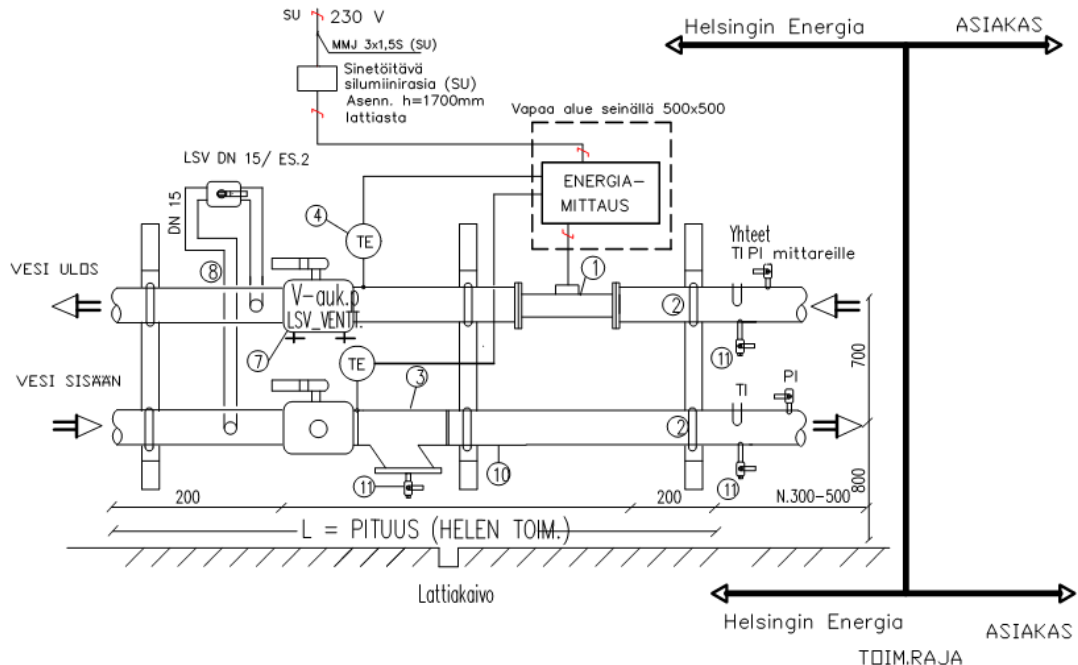 SU 230 V
MMJ 3x1,5S (SU)
Sinetöitävä
silumiinirasia (SU)
Asenn. h=1700mm
lattiasta
Helsingin Energia
ASIAKAS
Vapaa alue seinällä 500x500
LSV DN 15/ ES.2
DN 15
ENERGIA-
MITTAUS
4
TE
8
1
Yhteet
TI PI mittareille
VESI ULOS
V-auk.p
LSV_VENTT.
2
7
TE
11
700
VESI SISÄÄN
3
TI
PI
2
10
11
11
800
200
200
N.300-500
L = PITUUS (HELEN TOIM.)
Lattiakaivo
Helsingin Energia
ASIAKAS
TOIM.RAJA